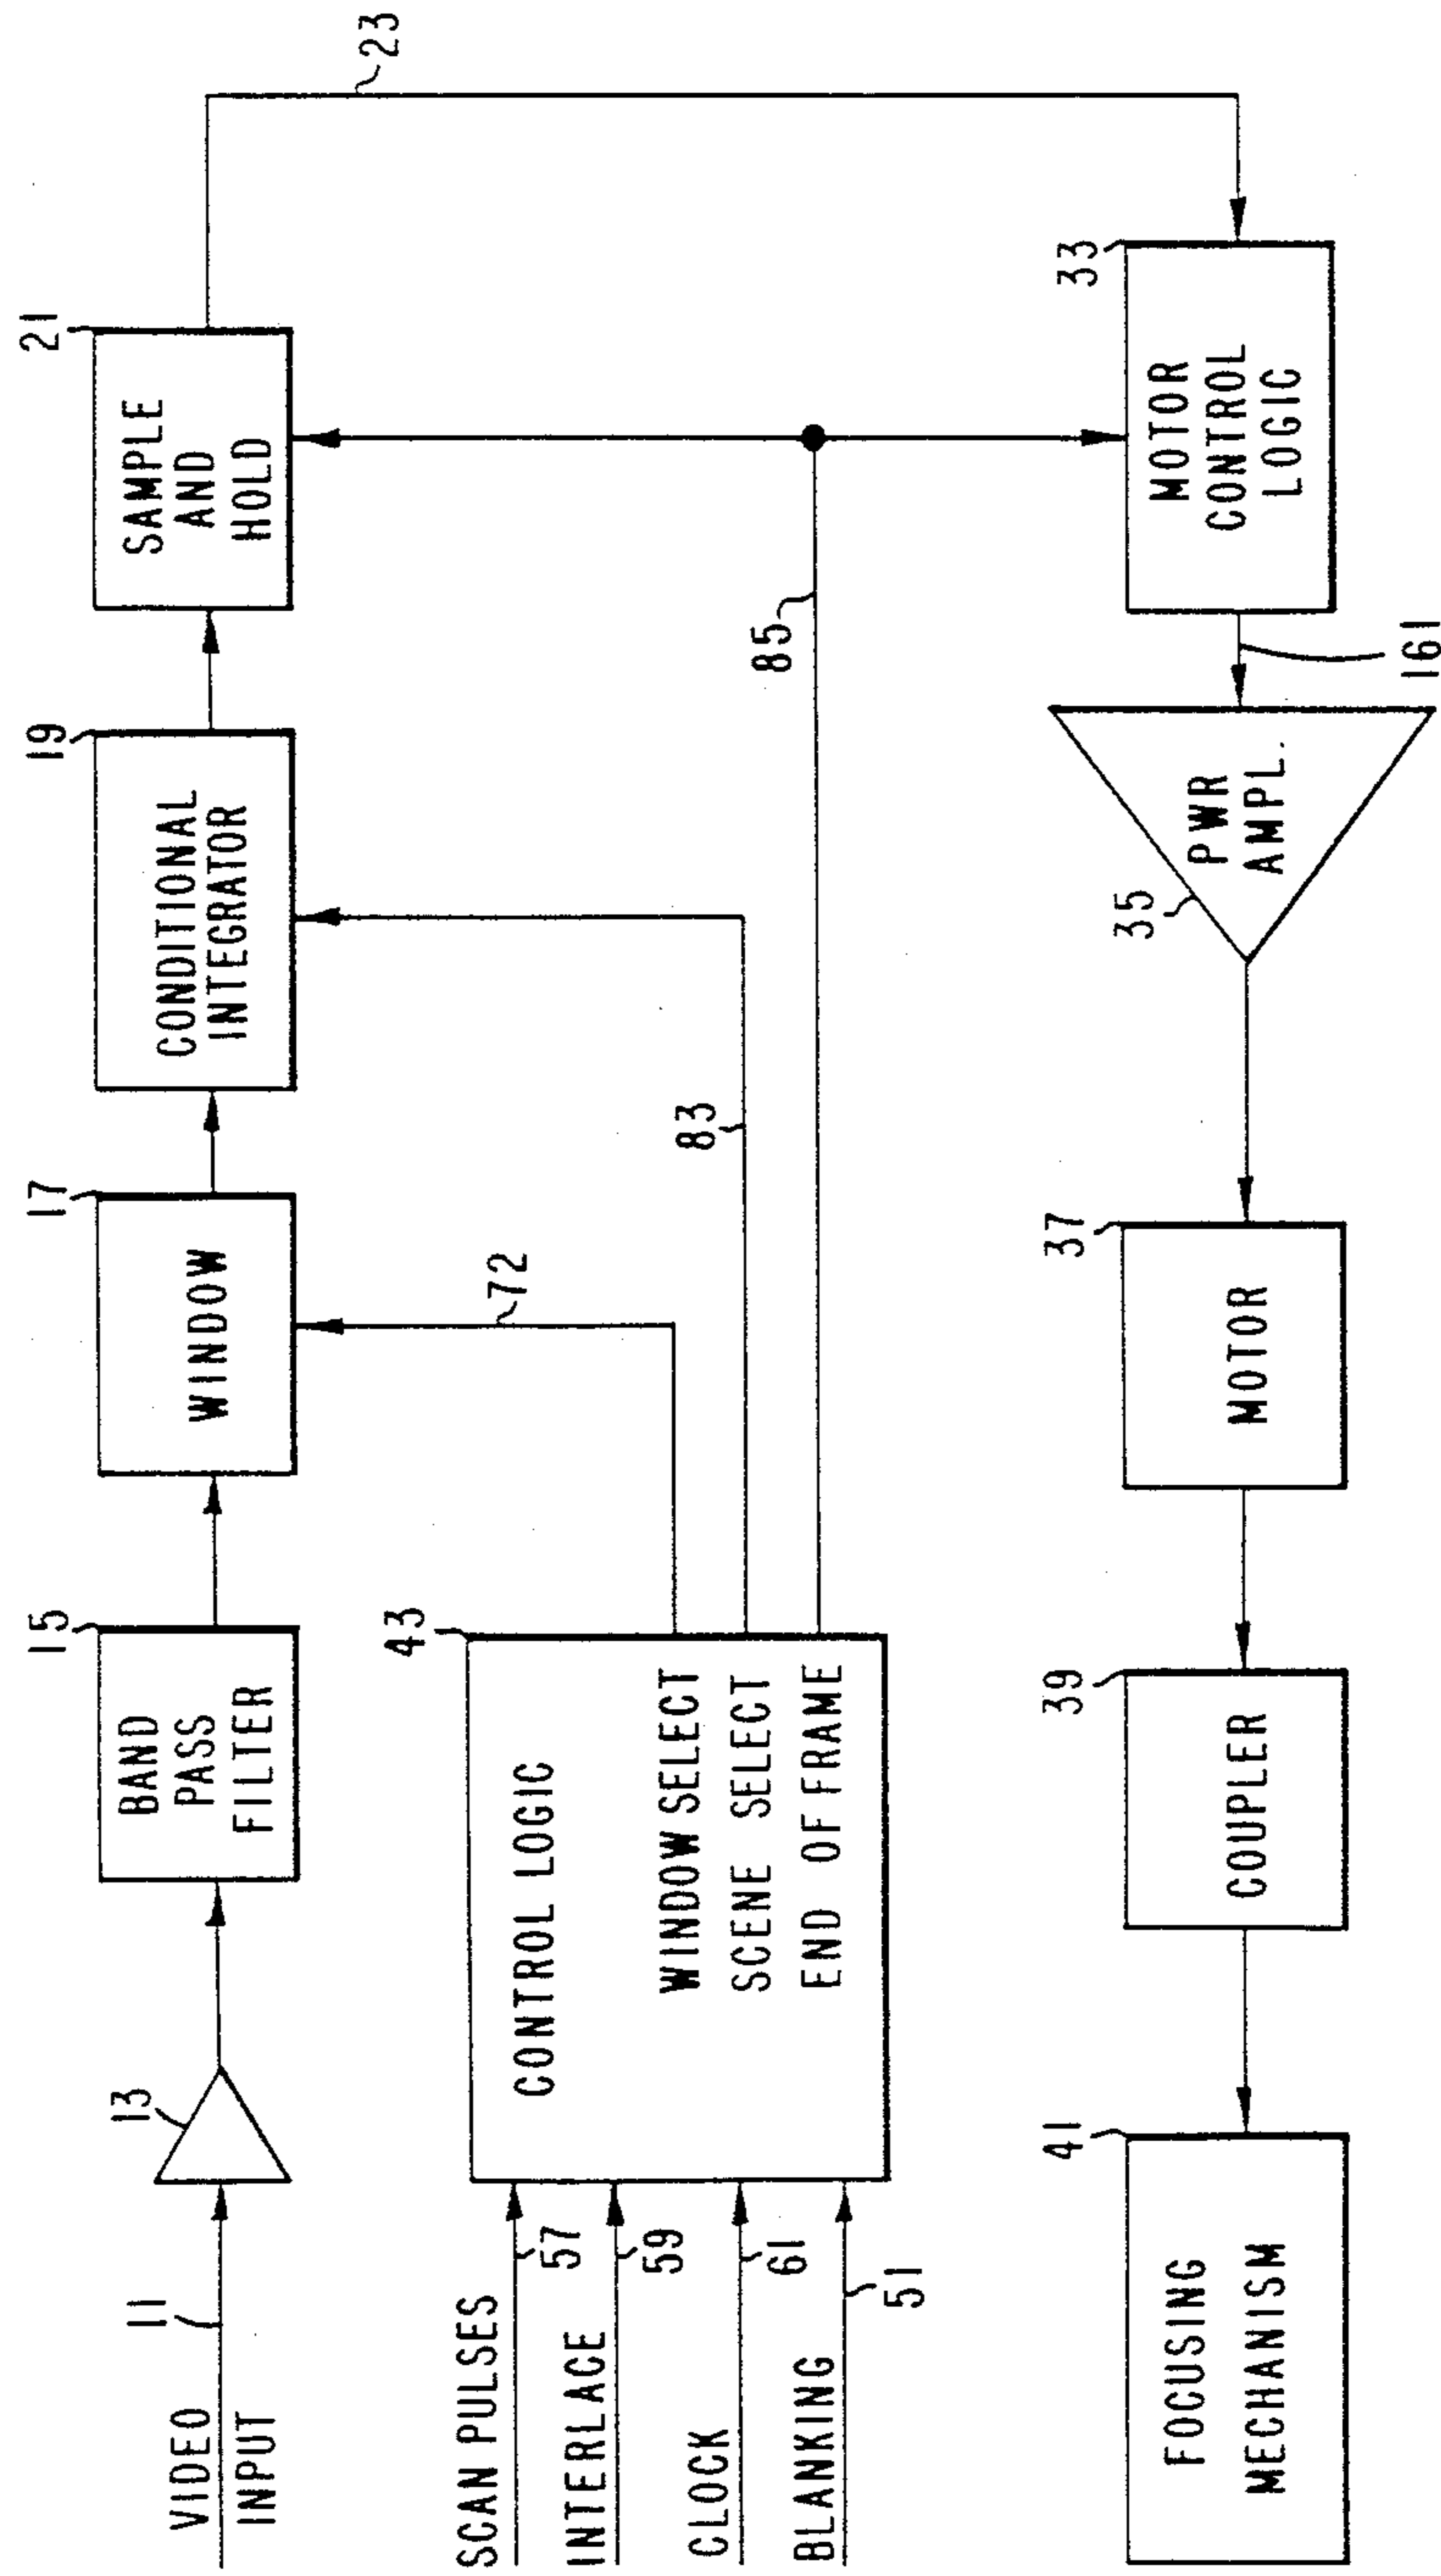 VIDEO
INPUT
11
13
15
BAND
PASS
FILTER
17
WINDOW
19
CONDITIONAL
INTEGRATOR
21
SAMPLE
AND
HOLD
23
SCAN PULSES
57
INTERLACE
59
CLOCK
61
BLANKING
51
43
CONTROL LOGIC
WINDOW SELECT
SCENE SELECT
END OF FRAME
72
83
85
41
FOCUSING
MECHANISM
39
COUPLER
37
MOTOR
35
PWR
AMPL.
161
33
MOTOR
CONTROL
LOGIC